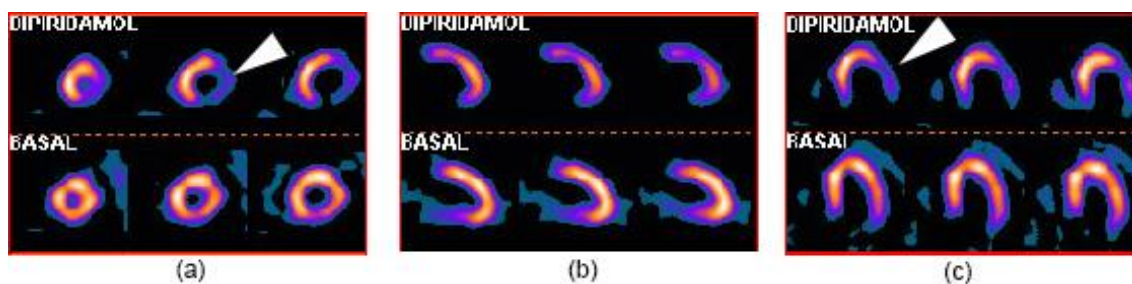 DIPIRIDAMOL
BASAL
(a)
DIPIRIDAMOL
BASAL
(b)
DIPIRIDAMOL
BASAL
(c)